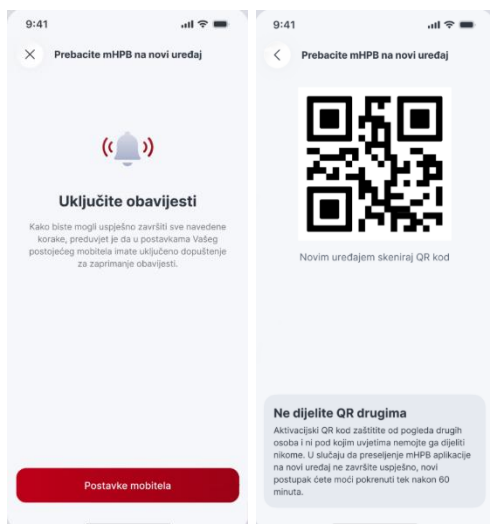 9:41
Prebacite mHPB na novi uređaj
Uključite obavijesti
Kako biste mogli uspješno završiti sve navedene
korake, preduvjet je da u postavkama Vašeg
postojećeg mobitela imate uključeno dopuštenje
za zaprimanje obavijesti.
Postavke mobitela
9:41
Prebacite mHPB na novi uređaj
Novim uređajem skeniraj QR kod
Ne dijelite QR drugima
Aktivacijski QR kod zaštitite od pogleda drugih
osoba i ni pod kojim uvjetima nemojte ga dijeliti
nikome. U slučaju da preseljenje mHPB aplikacije
na novi uređaj ne završite uspješno, novi
postupak ćete moći pokrenuti tek nakon 60
minuta.